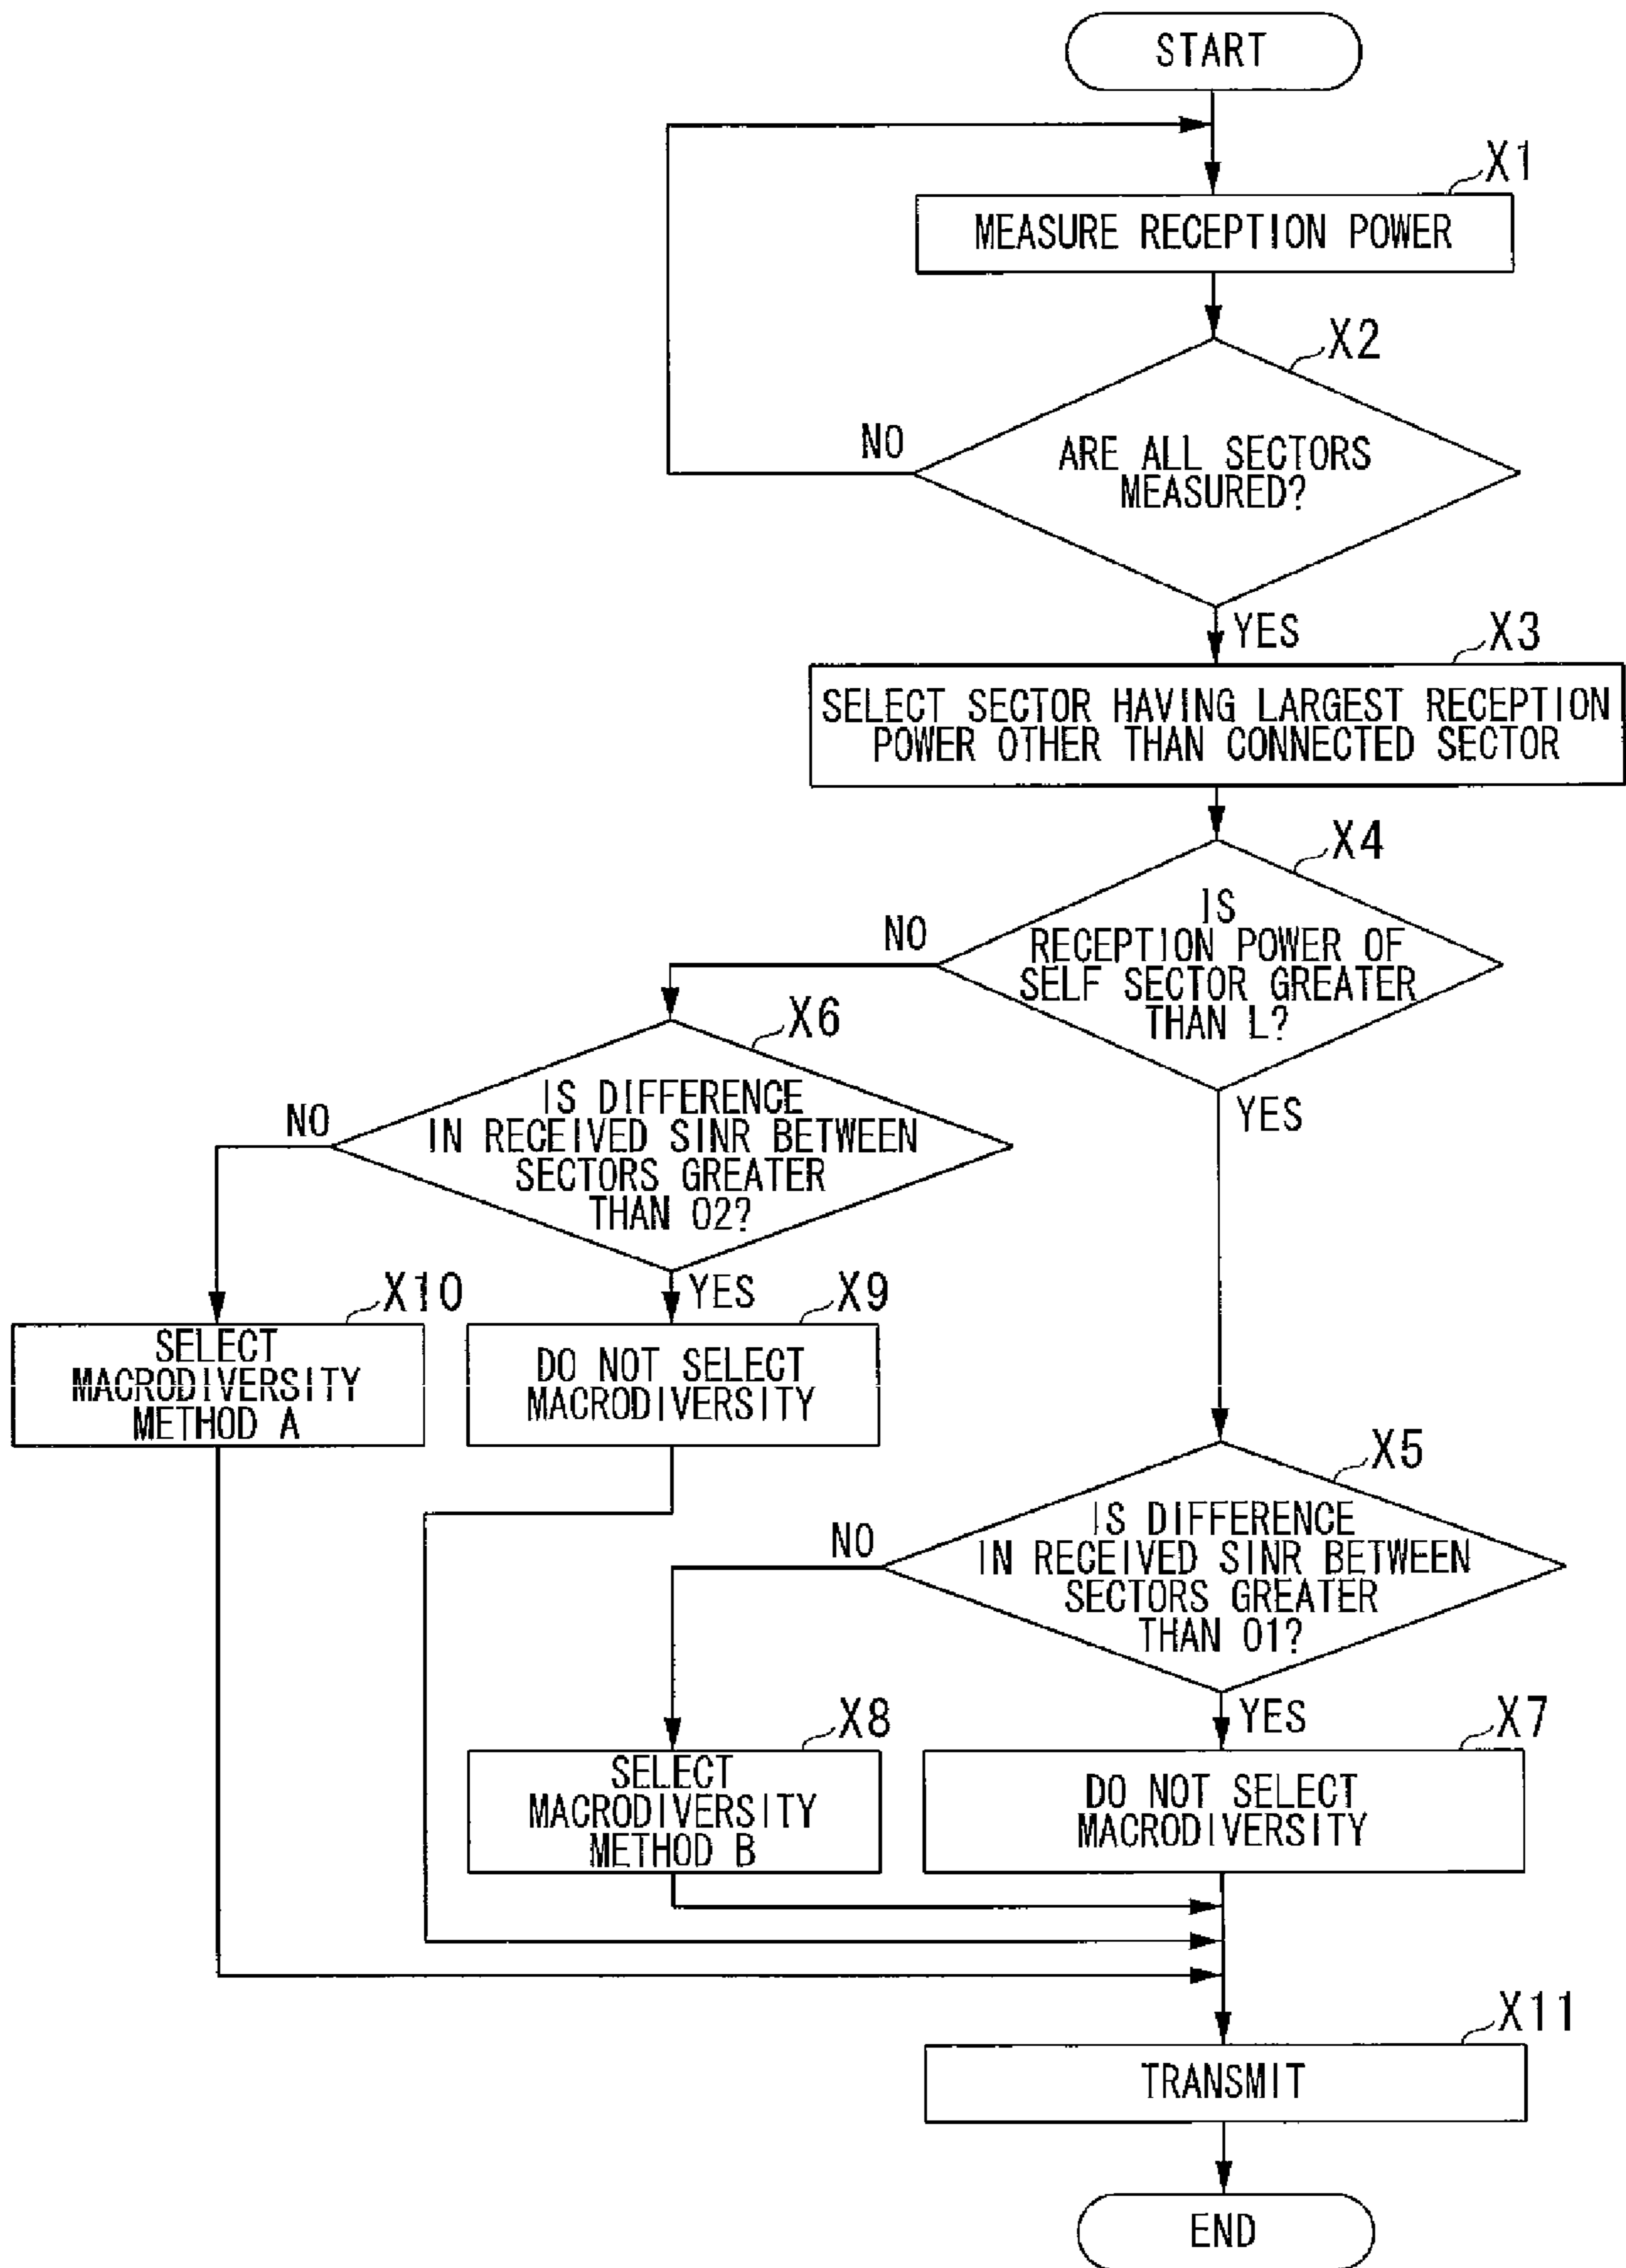 START
X1
MEASURE RECEPTION POWER
X2
ARE ALL SECTORS
MEASURED?
NO
YES
X3
SELECT SECTOR HAVING LARGEST RECEPTION
POWER OTHER THAN CONNECTED SECTOR
X4
IS
RECEPTION POWER OF
SELF SECTOR GREATER
THAN L?
NO
YES
X6
IS DIFFERENCE
IN RECEIVED SINR BETWEEN
SECTORS GREATER
THAN O2?
NO
YES
X10
SELECT
MACRODIVERSITY
METHOD A
X9
DO NOT SELECT
MACRODIVERSITY
X5
IS DIFFERENCE
IN RECEIVED SINR BETWEEN
SECTORS GREATER
THAN O1?
NO
YES
X8
SELECT
MACRODIVERSITY
METHOD B
X7
DO NOT SELECT
MACRODIVERSITY
X11
TRANSMIT
END